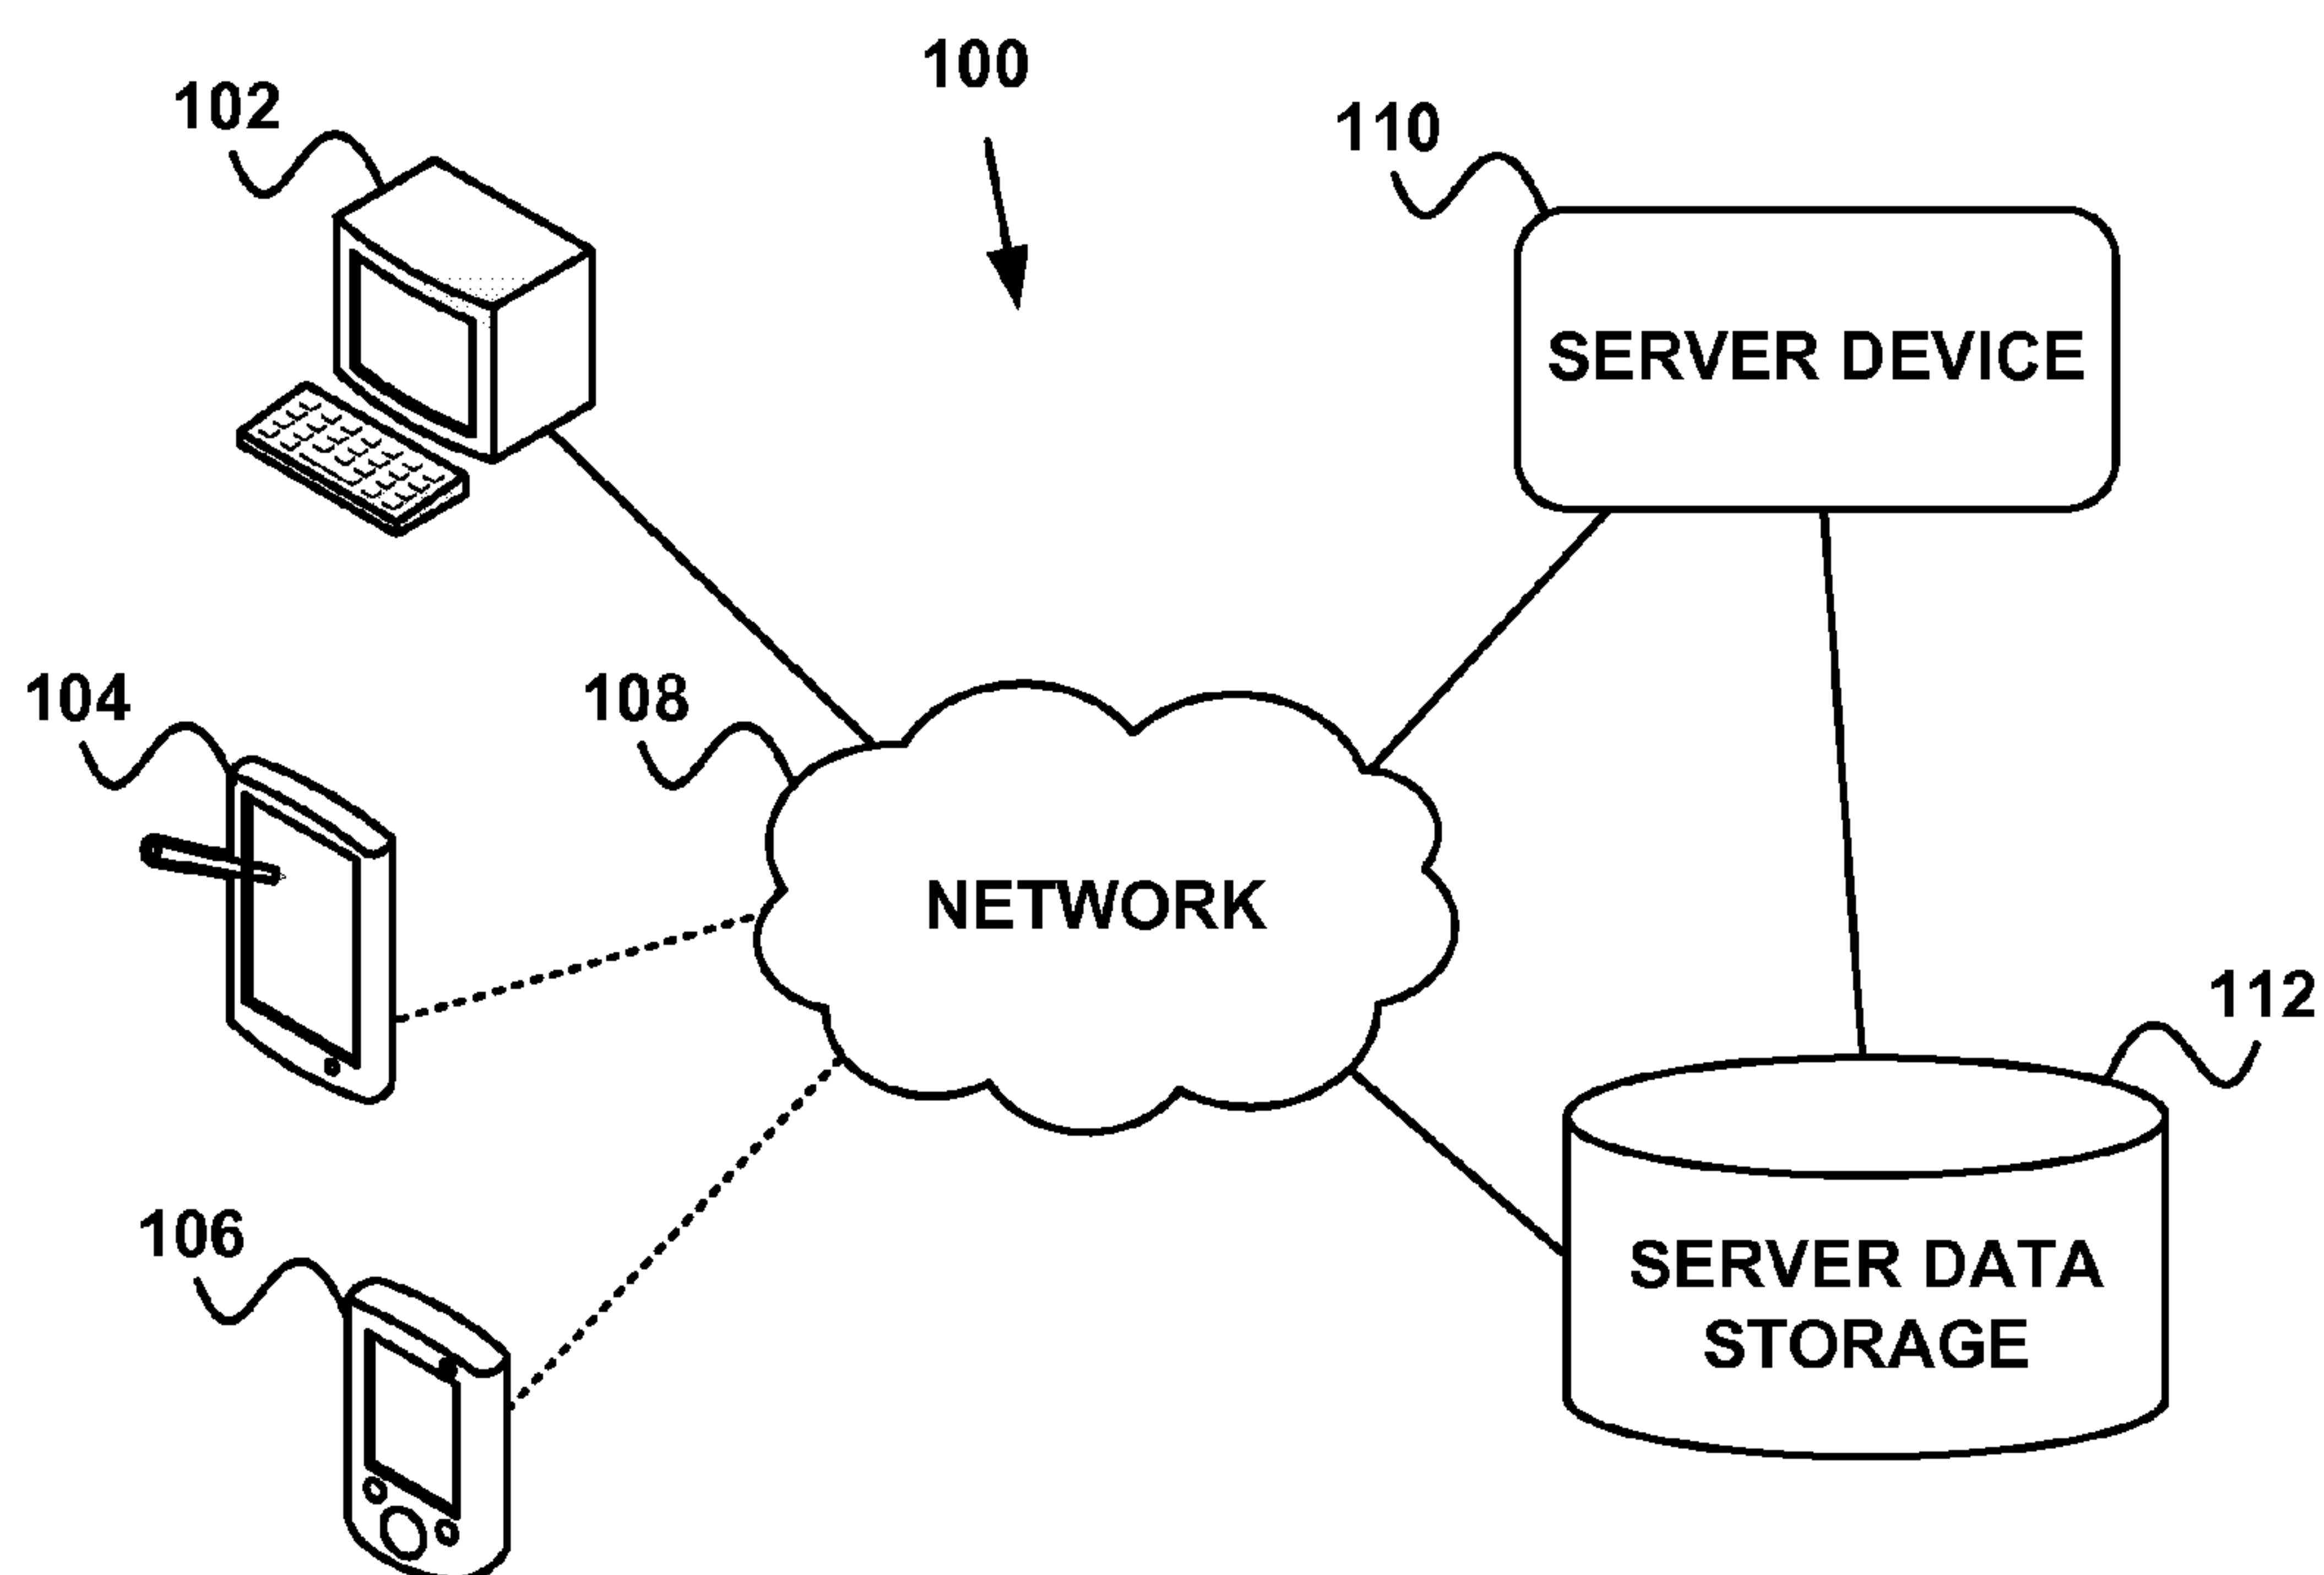 100
102
110
SERVER DEVICE
104
108
NETWORK
112
106
SERVER DATA
STORAGE